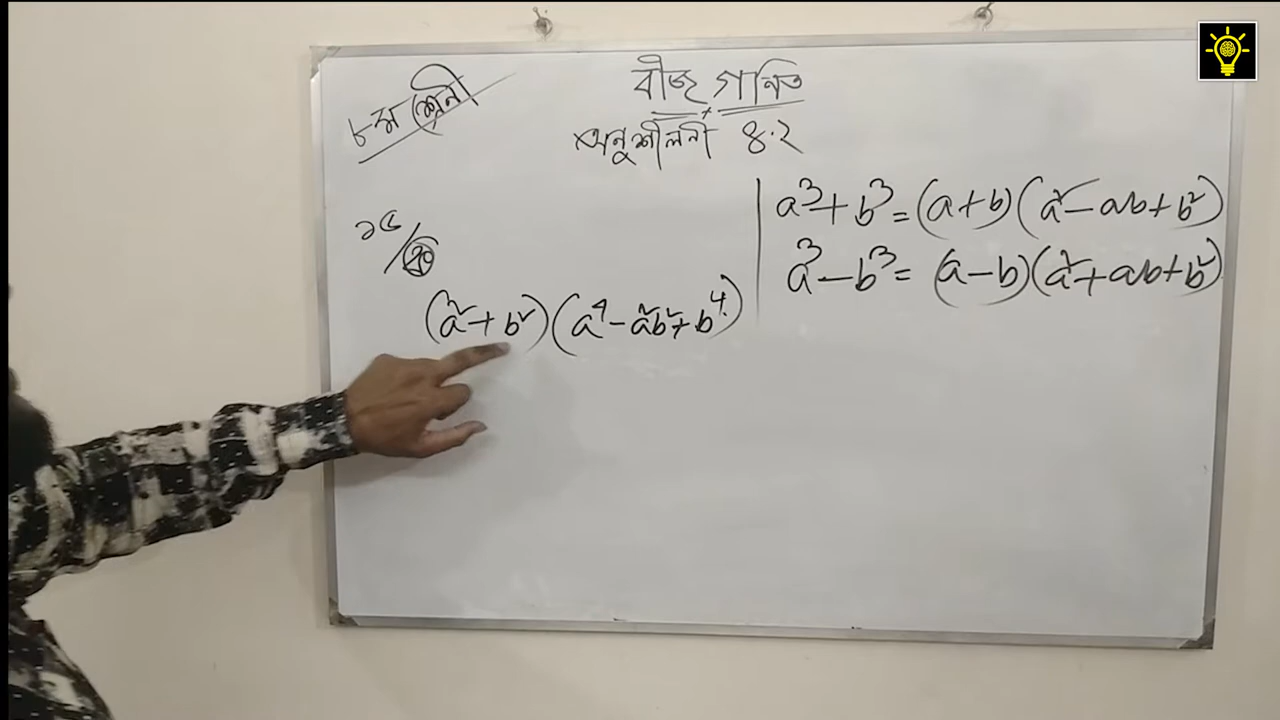 ৮ম শ্রেনী
বীজ গনিত
অনুশীলনী ৪.২
a³+b³=(a+b)(a²-ab+b²)
a³-b³=(a-b)(a²+ab+b²)
১৫/
(a²+b²)(a⁴-a²b²+b⁴)